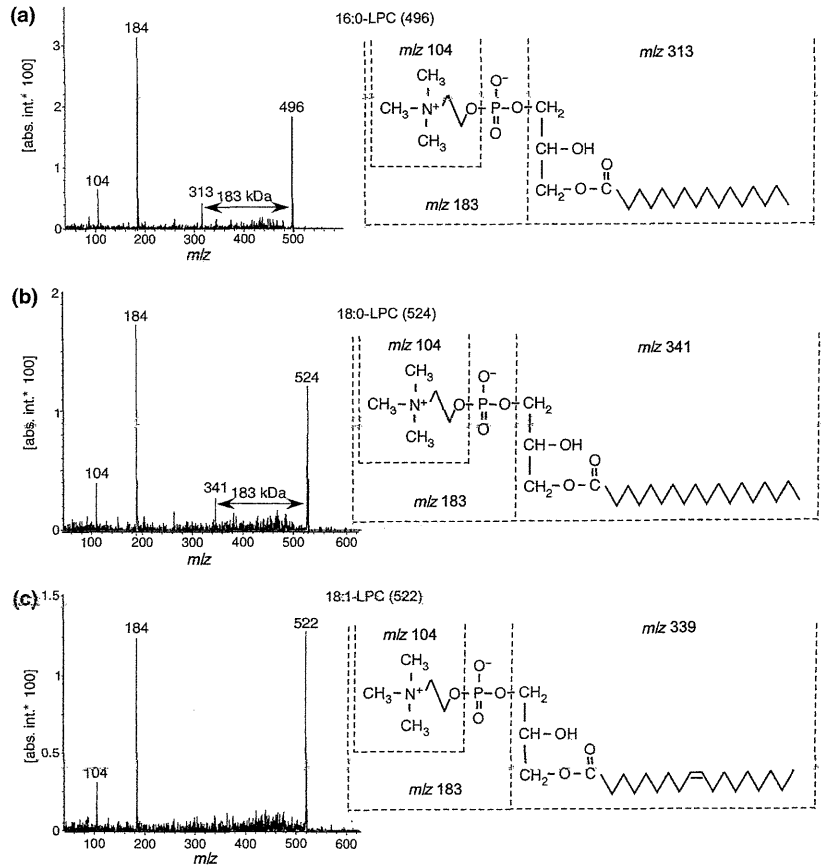 (a)
16:0-LPC (496)
[abs. int.* 100]
3
2
1
0
184
496
104
313
183 kDa
100 200 300 400 500
m/z
m/z 104
m/z 313
CH₃
CH₃ N⁺ O P O CH₂
O⁻
CH₃
O
CH OH
O
CH₂ O C
m/z 183
(b)
18:0-LPC (524)
[abs. int.* 100]
2
1
0
184
524
104
341
183 kDa
100 200 300 400 500 600
m/z
m/z 104
m/z 341
CH₃
CH₃ N⁺ O P O CH₂
O⁻
CH₃
O
CH OH
O
CH₂ O C
m/z 183
(c)
18:1-LPC (522)
[abs. int.* 100]
1.5
1
0.5
0
184
522
104
100 200 300 400 500 600
m/z
m/z 104
m/z 339
CH₃
CH₃ N⁺ O P O CH₂
O⁻
CH₃
O
CH OH
O
CH₂ O C
m/z 183